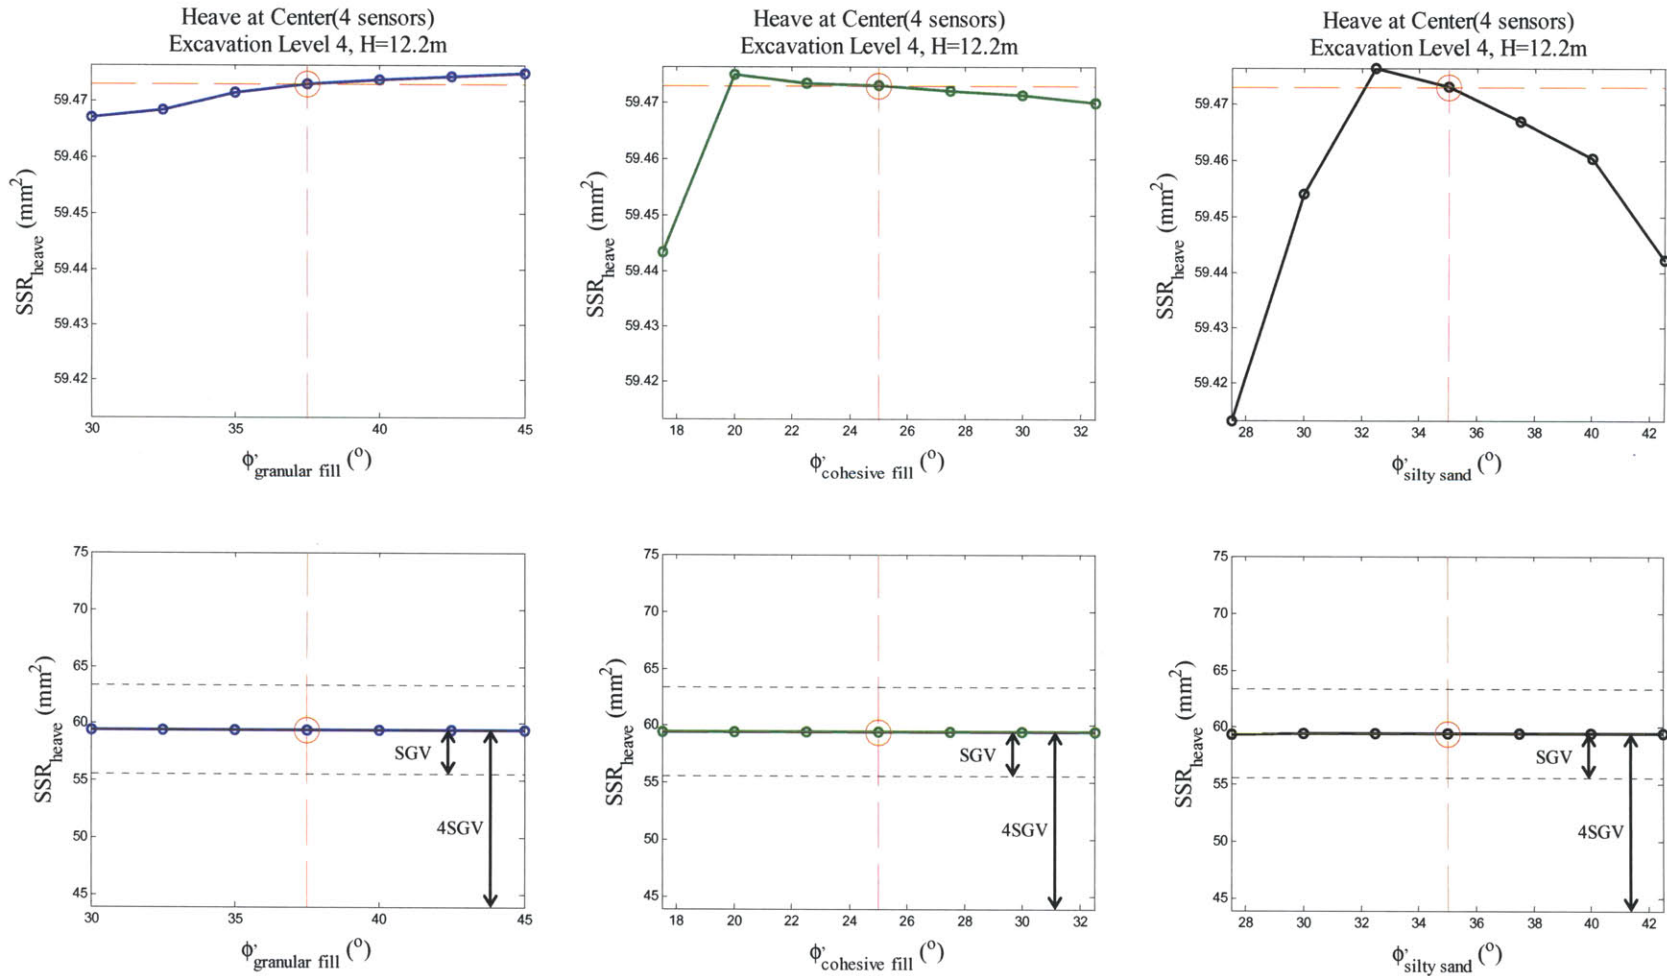 Heave at Center(4 sensors)
Excavation Level 4, H=12.2m
59.47
59.46
59.45
59.44
59.43
59.42
SSR_heave (mm²)
30 35 40 45
ϕ'granular fill (°)
Heave at Center(4 sensors)
Excavation Level 4, H=12.2m
59.47
59.46
59.45
59.44
59.43
59.42
SSR_heave (mm²)
18 20 22 24 26 28 30 32
ϕ'cohesive fill (°)
Heave at Center(4 sensors)
Excavation Level 4, H=12.2m
59.47
59.46
59.45
59.44
59.43
59.42
SSR_heave (mm²)
28 30 32 34 36 38 40 42
ϕ'silty sand (°)
75
70
65
60
55
50
45
SSR_heave (mm²)
SGV
4SGV
30 35 40 45
ϕ'granular fill (°)
75
70
65
60
55
50
45
SSR_heave (mm²)
SGV
4SGV
18 20 22 24 26 28 30 32
ϕ'cohesive fill (°)
75
70
65
60
55
50
45
SSR_heave (mm²)
SGV
4SGV
28 30 32 34 36 38 40 42
ϕ'silty sand (°)